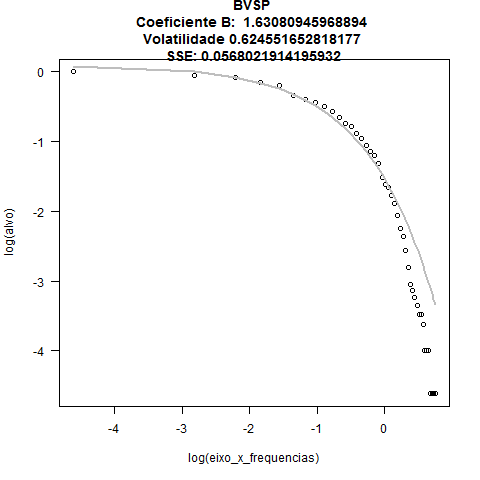 BVSP
Coeficiente B:  1.63080945968894
Volatilidade 0.624551652818177
SSE: 0.0568021914195932
0
-1
-2
-3
-4
log(alvo)
-4
-3
-2
-1
0
log(eixo_x_frequencias)